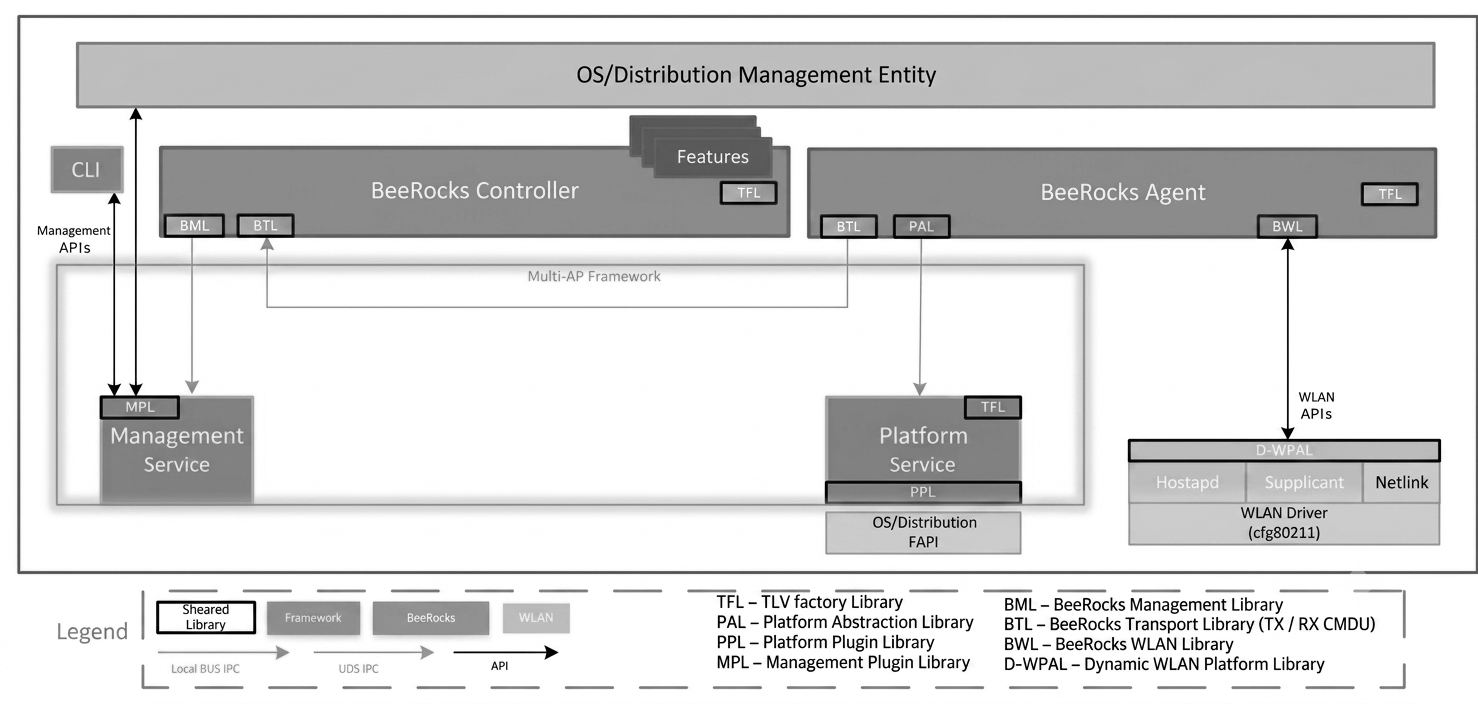 OS/Distribution Management Entity
CLI
Features
BeeRocks Controller
TFL
BML
BTL
BeeRocks Agent
TFL
BTL
PAL
BWL
Management
APIs
Multi-AP Framework
MPL
Management
Service
TFL
Platform
Service
PPL
OS/Distribution
FAPI
WLAN
APIs
D-WPAL
Hostapd
Supplicant
Netlink
WLAN Driver
(cfg80211)
Legend
Sheared
Library
Framework
BeeRocks
WLAN
Local BUS IPC
UDS IPC
API
TFL – TLV factory Library
PAL – Platform Abstraction Library
PPL – Platform Plugin Library
MPL – Management Plugin Library
BML – BeeRocks Management Library
BTL – BeeRocks Transport Library (TX / RX CMDU)
BWL – BeeRocks WLAN Library
D-WPAL – Dynamic WLAN Platform Library